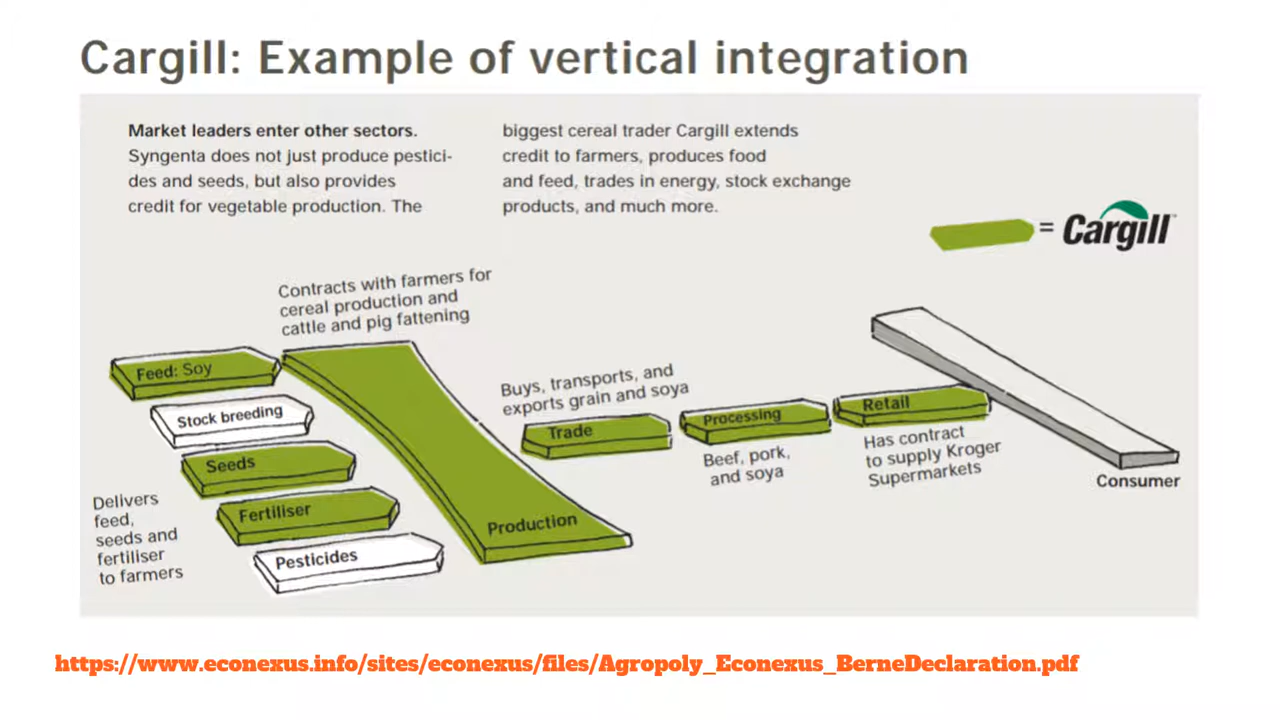 Cargill: Example of vertical integration
Market leaders enter other sectors.
Syngenta does not just produce pestici-
des and seeds, but also provides
credit for vegetable production. The
biggest cereal trader Cargill extends
credit to farmers, produces food
and feed, trades in energy, stock exchange
products, and much more.
= Cargill™
Contracts with farmers for
cereal production and
cattle and pig fattening
Feed: Soy
Stock breeding
Seeds
Fertiliser
Pesticides
Delivers
feed,
seeds and
fertiliser
to farmers
Production
Buys, transports, and
exports grain and soya
Trade
Processing
Beef, pork,
and soya
Retail
Has contract
to supply Kroger
Supermarkets
Consumer
https://www.econexus.info/sites/econexus/files/Agropoly_Econexus_BerneDeclaration.pdf